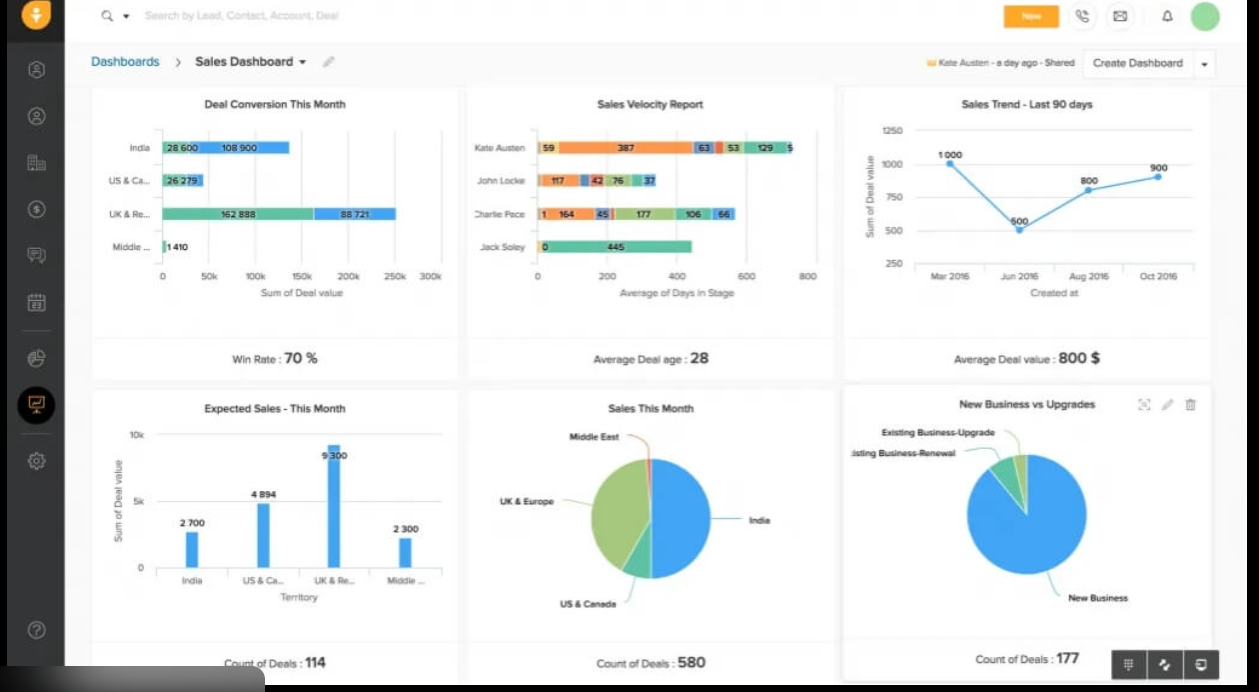 Search by Lead, Contact, Account, Deal
New
Dashboards > Sales Dashboard
Kate Austen - a day ago - Shared
Create Dashboard
Deal Conversion This Month
India 28 600 108 900
US & Ca... 26 279
UK & Re... 162 888 88 721
Middle ... 1 410
0 50k 100k 150k 200k 250k 300k
Sum of Deal value
Win Rate : 70 %
Sales Velocity Report
Kate Austen 59 387 63 53 129 5
John Locke 117 42 76 37
Charlie Pace 1 164 45 177 106 66
Jack Soley 0 445
0 200 400 600 800
Average of Days in Stage
Average Deal age : 28
Sales Trend - Last 90 days
Sum of Deal value
1250
1000
750
500
250
1 000
500
800
900
Mar 2016 Jun 2016 Aug 2016 Oct 2016
Created at
Average Deal value : 800 $
Expected Sales - This Month
Sum of Deal value
10k
5k
0
2 700
4 894
9 300
2 300
India US & Ca... UK & Re... Middle ...
Territory
Count of Deals : 114
Sales This Month
Middle East
UK & Europe
India
US & Canada
Count of Deals : 580
New Business vs Upgrades
Existing Business-Upgrade
isting Business-Renewal
New Business
Count of Deals : 177